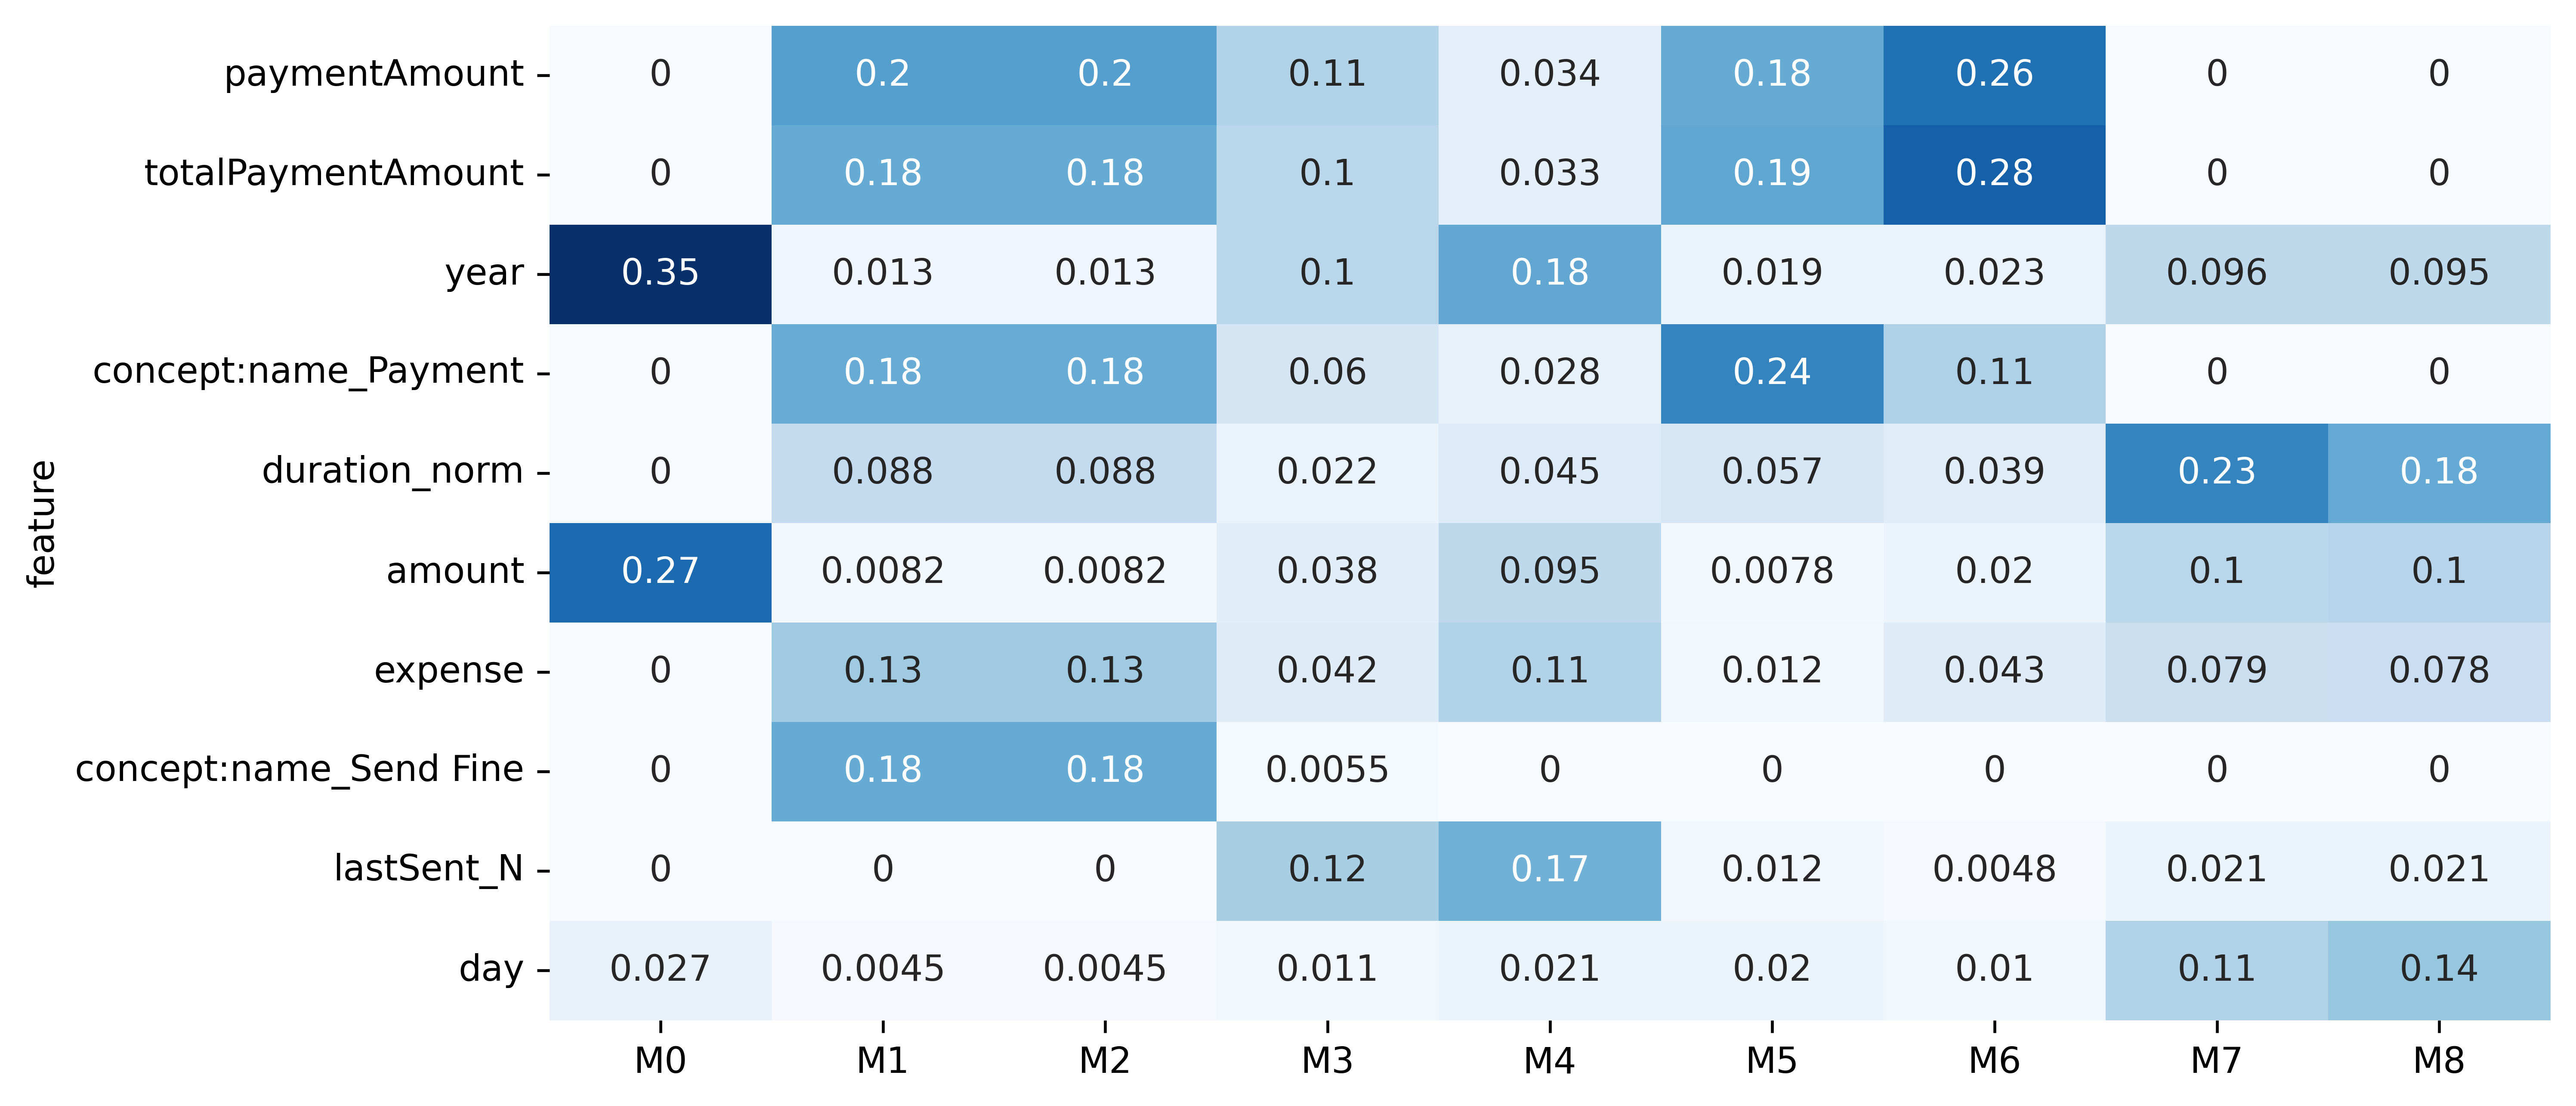 paymentAmount 0 0.2 0.2 0.11 0.034 0.18 0.26 0 0
totalPaymentAmount 0 0.18 0.18 0.1 0.033 0.19 0.28 0 0
year 0.35 0.013 0.013 0.1 0.18 0.019 0.023 0.096 0.095
concept:name_Payment 0 0.18 0.18 0.06 0.028 0.24 0.11 0 0
duration_norm 0 0.088 0.088 0.022 0.045 0.057 0.039 0.23 0.18
feature
amount 0.27 0.0082 0.0082 0.038 0.095 0.0078 0.02 0.1 0.1
expense 0 0.13 0.13 0.042 0.11 0.012 0.043 0.079 0.078
concept:name_Send Fine 0 0.18 0.18 0.0055 0 0 0 0 0
lastSent_N 0 0 0 0.12 0.17 0.012 0.0048 0.021 0.021
day 0.027 0.0045 0.0045 0.011 0.021 0.02 0.01 0.11 0.14
M0 M1 M2 M3 M4 M5 M6 M7 M8